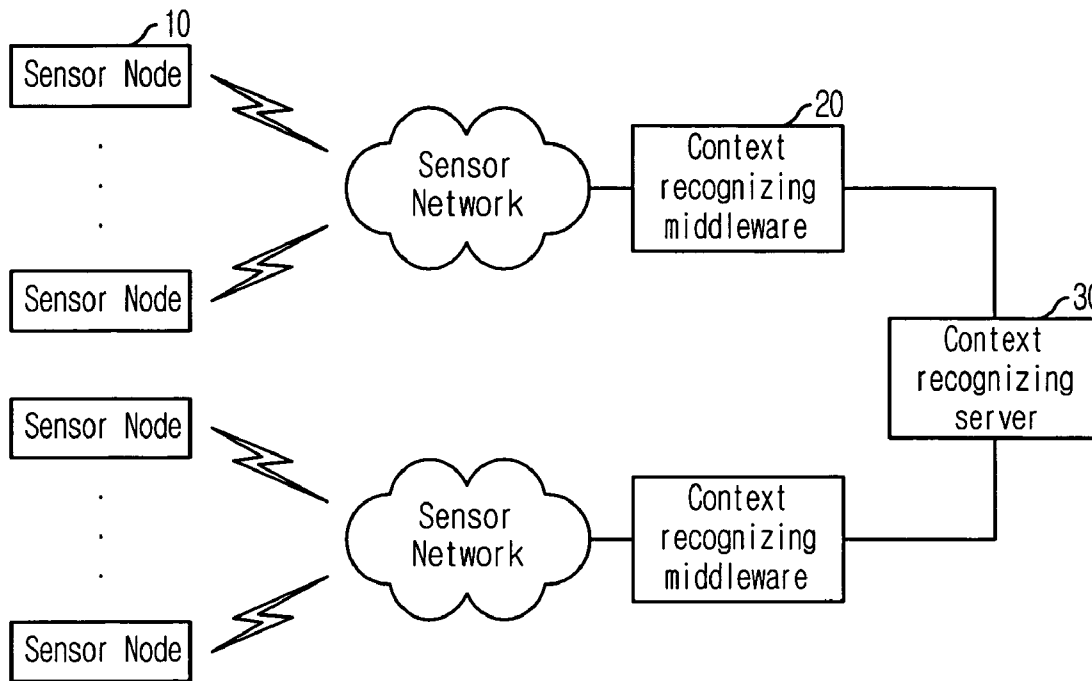 10
Sensor Node
Sensor Node
Sensor
Network
20
Context
recognizing
middleware
30
Context
recognizing
server
Sensor Node
Sensor Node
Sensor
Network
Context
recognizing
middleware